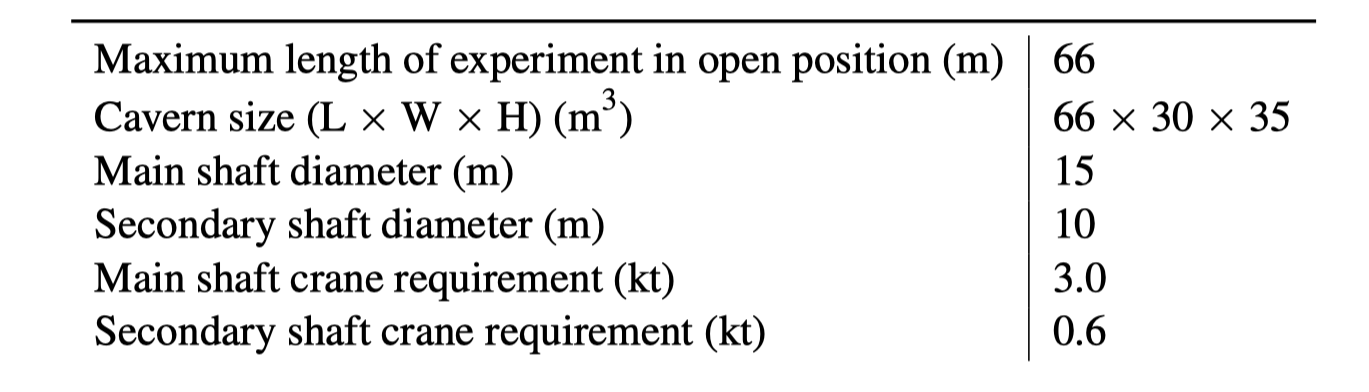 Maximum length of experiment in open position (m) 66
Cavern size (L × W × H) (m³) 66 × 30 × 35
Main shaft diameter (m) 15
Secondary shaft diameter (m) 10
Main shaft crane requirement (kt) 3.0
Secondary shaft crane requirement (kt) 0.6